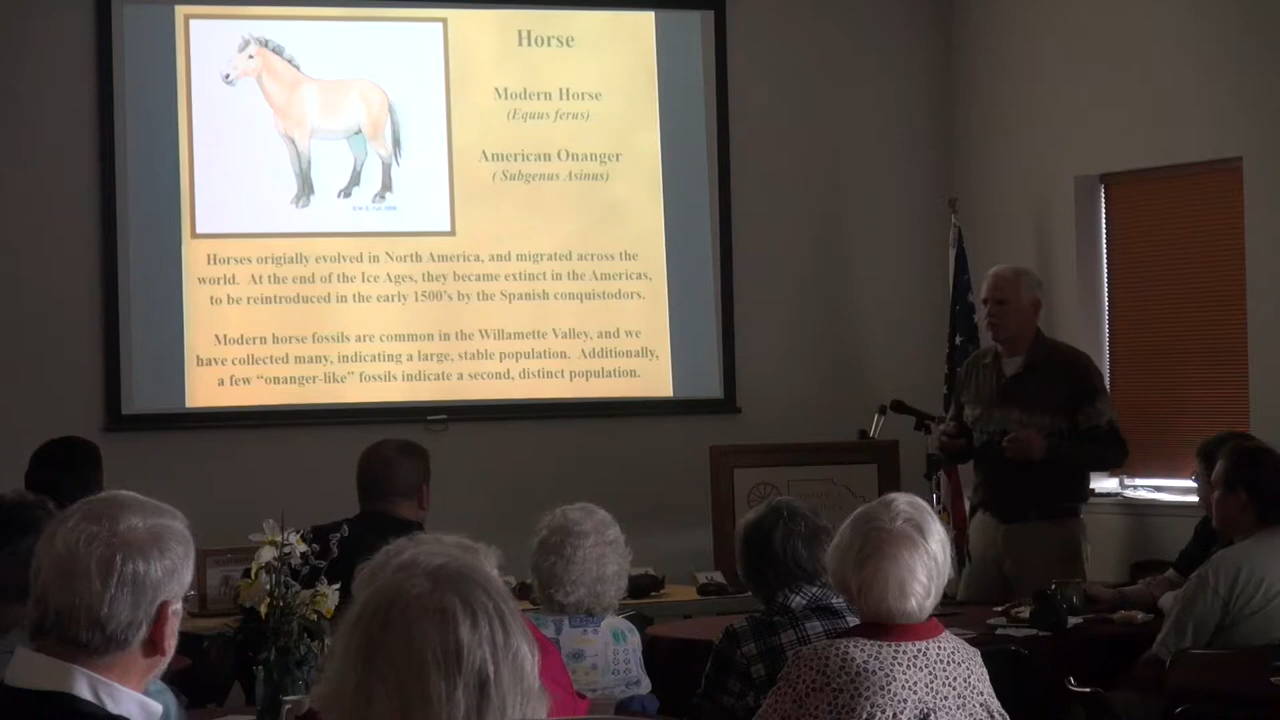 Horse
Modern Horse
(Equus ferus)
American Onanger
( Subgenus Asinus)
Horses origially evolved in North America, and migrated across the
world. At the end of the Ice Ages, they became extinct in the Americas,
to be reintroduced in the early 1500's by the Spanish conquistodors.
Modern horse fossils are common in the Willamette Valley, and we
have collected many, indicating a large, stable population. Additionally,
a few “onanger-like” fossils indicate a second, distinct population.